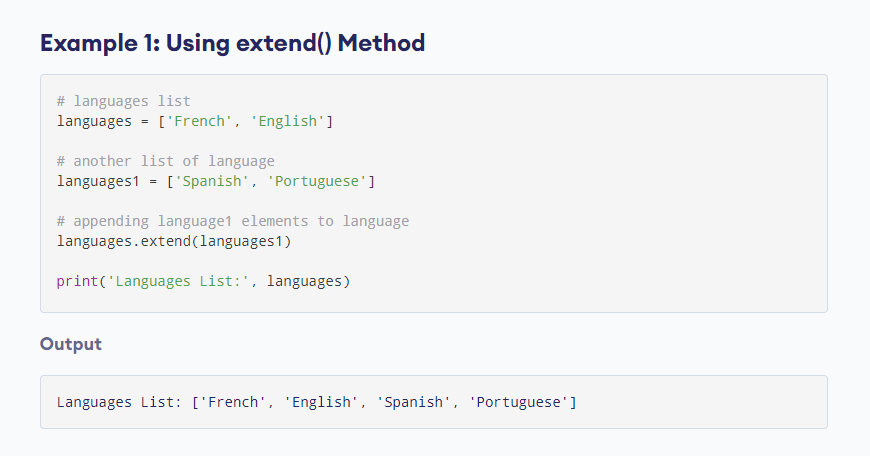 Example 1: Using extend() Method
# languages list
languages = ['French', 'English']
# another list of language
languages1 = ['Spanish', 'Portuguese']
# appending language1 elements to language
languages.extend(languages1)
print('Languages List:', languages)
Output
Languages List: ['French', 'English', 'Spanish', 'Portuguese']